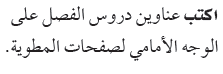 اكتب عناوين دروس الفصل على
الوجه الأمامي لصفحات المطوية.